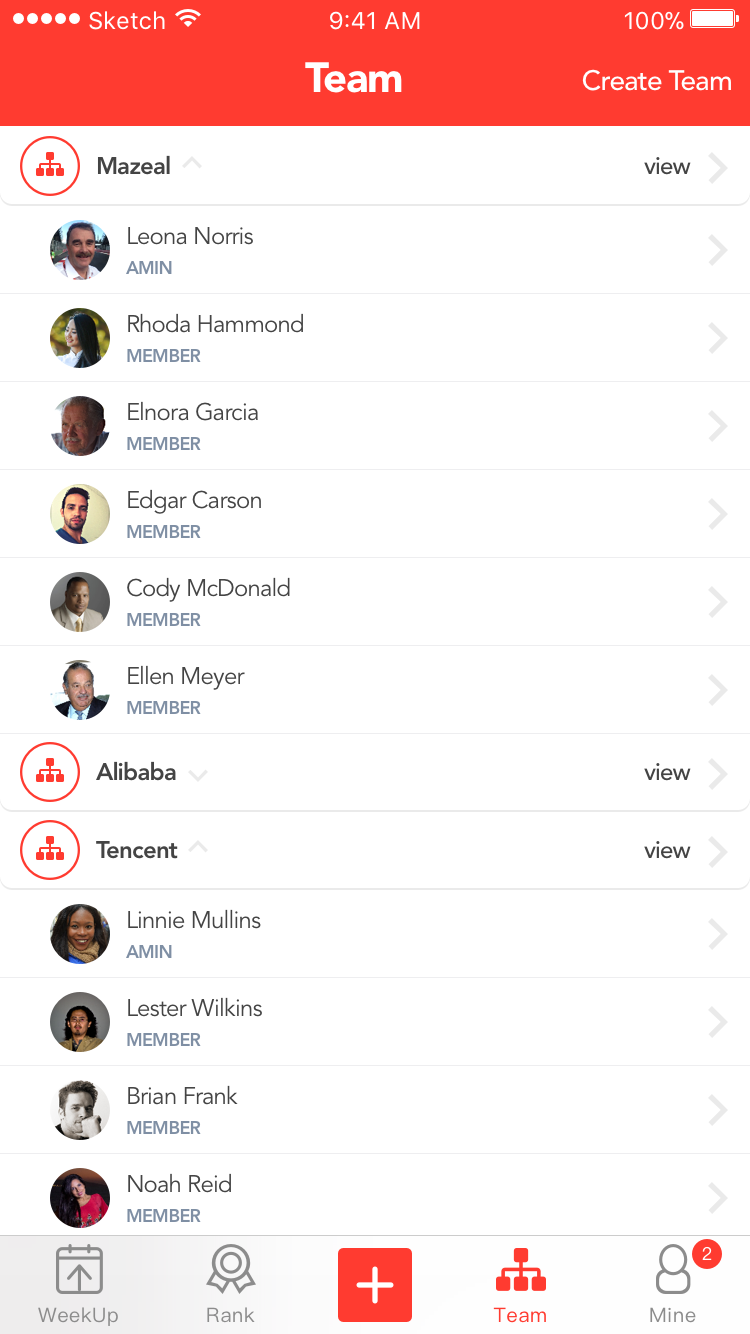 Sketch 9:41 AM 100%
Team Create Team
Mazeal view
Leona Norris
AMIN
Rhoda Hammond
MEMBER
Elnora Garcia
MEMBER
Edgar Carson
MEMBER
Cody McDonald
MEMBER
Ellen Meyer
MEMBER
Alibaba view
Tencent view
Linnie Mullins
AMIN
Lester Wilkins
MEMBER
Brian Frank
MEMBER
Noah Reid
MEMBER
2
WeekUp Rank Team Mine